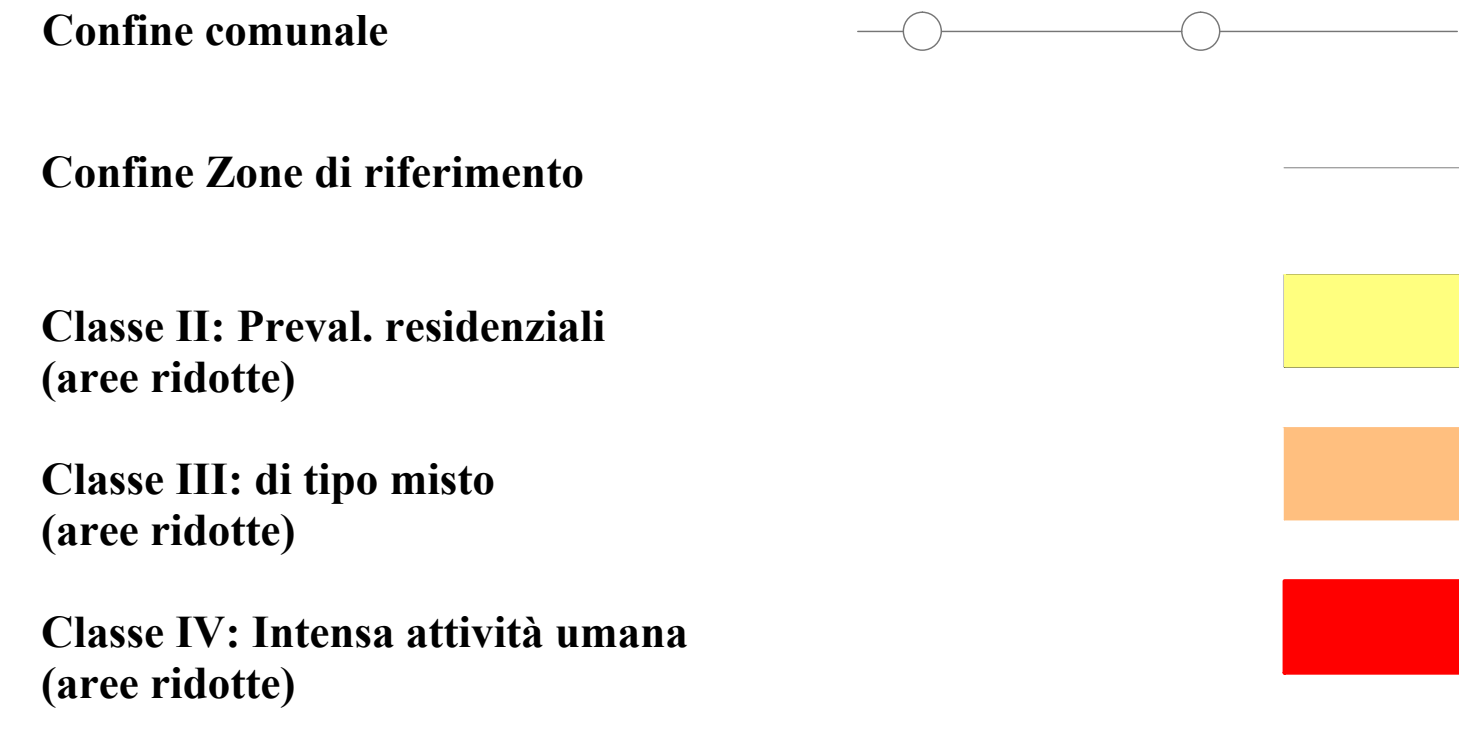 Confine comunale
Confine Zone di riferimento
Classe II: Preval. residenziali
(aree ridotte)
Classe III: di tipo misto
(aree ridotte)
Classe IV: Intensa attività umana
(aree ridotte)